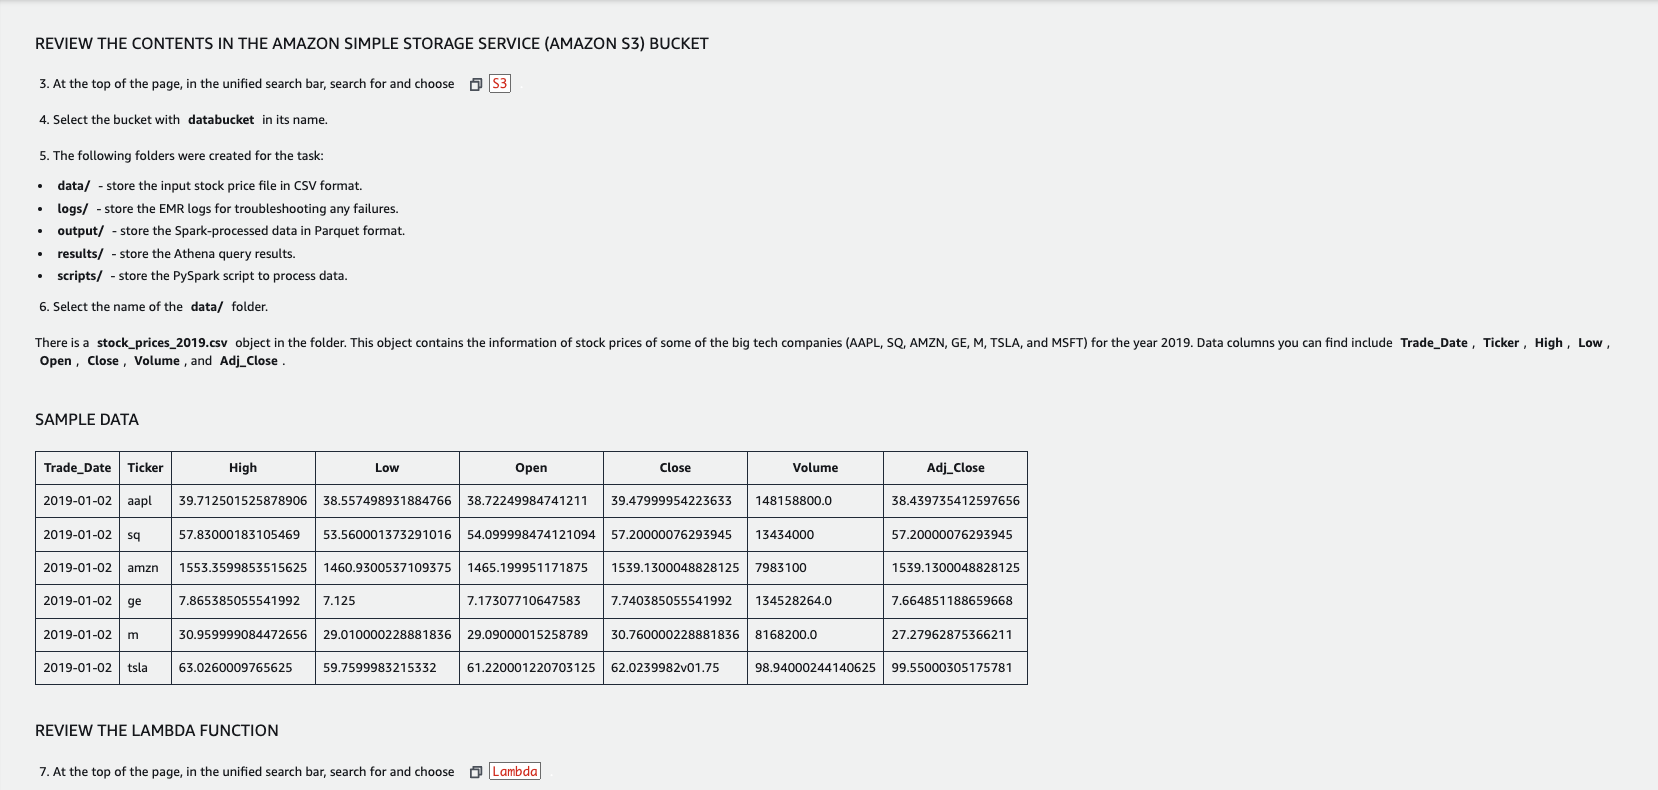 REVIEW THE CONTENTS IN THE AMAZON SIMPLE STORAGE SERVICE (AMAZON S3) BUCKET
3. At the top of the page, in the unified search bar, search for and choose S3
4. Select the bucket with databucket in its name.
5. The following folders were created for the task:
• data/ - store the input stock price file in CSV format.
• logs/ - store the EMR logs for troubleshooting any failures.
• output/ - store the Spark-processed data in Parquet format.
• results/ - store the Athena query results.
• scripts/ - store the PySpark script to process data.
6. Select the name of the data/ folder.
There is a stock_prices_2019.csv object in the folder. This object contains the information of stock prices of some of the big tech companies (AAPL, SQ, AMZN, GE, M, TSLA, and MSFT) for the year 2019. Data columns you can find include Trade_Date , Ticker , High , Low ,
Open , Close , Volume , and Adj_Close .
SAMPLE DATA
Trade_Date Ticker High Low Open Close Volume Adj_Close
2019-01-02 aapl 39.712501525878906 38.557498931884766 38.72249984741211 39.47999954223633 148158800.0 38.439735412597656
2019-01-02 sq 57.83000183105469 53.560001373291016 54.099998474121094 57.20000076293945 13434000 57.20000076293945
2019-01-02 amzn 1553.3599853515625 1460.9300537109375 1465.199951171875 1539.1300048828125 7983100 1539.1300048828125
2019-01-02 ge 7.865385055541992 7.125 7.17307710647583 7.740385055541992 134528264.0 7.664851188659668
2019-01-02 m 30.959999084472656 29.010000228881836 29.09000015258789 30.760000228881836 8168200.0 27.27962875366211
2019-01-02 tsla 63.0260009765625 59.7599983215332 61.220001220703125 62.0239982v01.75 98.94000244140625 99.55000305175781
REVIEW THE LAMBDA FUNCTION
7. At the top of the page, in the unified search bar, search for and choose Lambda